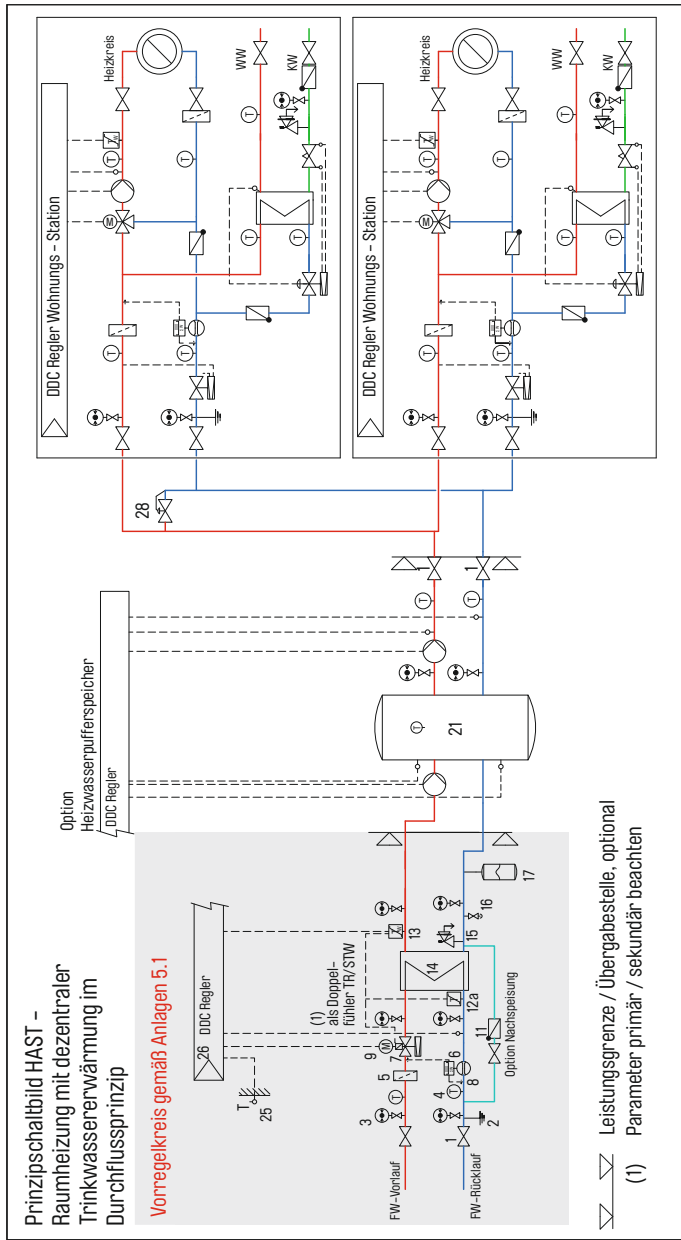 Prinzipschaltbild HAST –
Raumheizung mit dezentraler
Trinkwassererwärmung im
Durchflussprinzip
Vorregelkreis gemäß Anlagen 5.1
26
DDC Regler
T
25
(1)
als Doppel-
fühler TR/STW
FW-Vorlauf
3
T
5
7
9
M
13
14
FW-Rücklauf
1
2
4
T
6
8
12a
11
Option Nachspeisung
15
16
17
Option
Heizwasserpufferspeicher
DDC Regler
T
21
T
T
1
1
28
DDC Regler Wohnungs - Station
T
T
M
T
Heizkreis
T
T
T
T
WW
KW
DDC Regler Wohnungs - Station
T
T
M
T
Heizkreis
T
T
T
T
WW
KW
Leistungsgrenze / Übergabestelle, optional
(1) Parameter primär / sekundär beachten